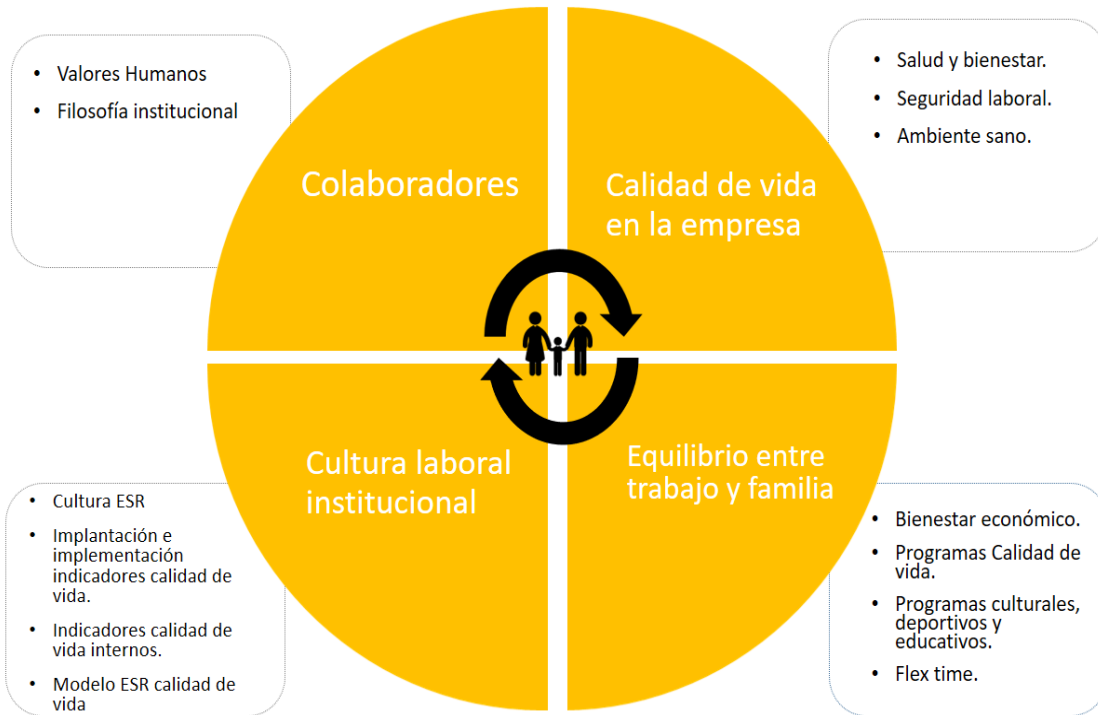 • Valores Humanos
• Filosofía institucional
Colaboradores
Calidad de vida
en la empresa
• Salud y bienestar.
• Seguridad laboral.
• Ambiente sano.
• Cultura ESR
• Implantación e
implementación
indicadores calidad de
vida.
• Indicadores calidad de
vida internos.
• Modelo ESR calidad de
vida
Cultura laboral
institucional
Equilibrio entre
trabajo y familia
• Bienestar económico.
• Programas Calidad de
vida.
• Programas culturales,
deportivos y
educativos.
• Flex time.